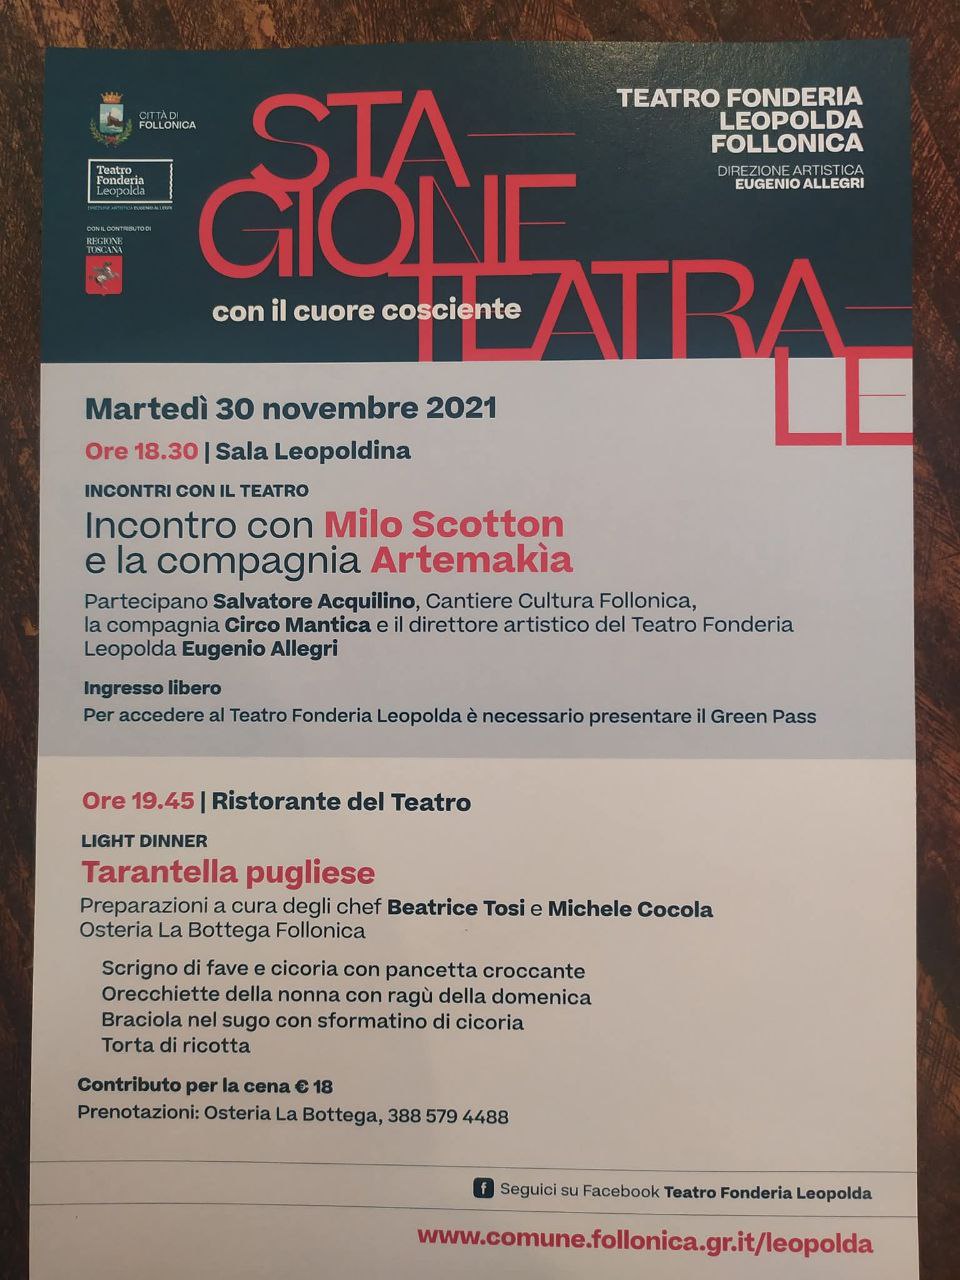 CITTÀ DI
FOLLONICA
Teatro
Fonderia
Leopolda
DIREZIONE ARTISTICA EUGENIO ALLEGRI
CON IL CONTRIBUTO DI
REGIONE
TOSCANA
STA
GIONE
TEATRA
LE
con il cuore cosciente
TEATRO FONDERIA
LEOPOLDA
FOLLONICA
DIREZIONE ARTISTICA
EUGENIO ALLEGRI
Martedì 30 novembre 2021
Ore 18.30 | Sala Leopoldina
INCONTRI CON IL TEATRO
Incontro con Milo Scotton
e la compagnia Artemakìa
Partecipano Salvatore Acquilino, Cantiere Cultura Follonica,
la compagnia Circo Mantica e il direttore artistico del Teatro Fonderia
Leopolda Eugenio Allegri
Ingresso libero
Per accedere al Teatro Fonderia Leopolda è necessario presentare il Green Pass
Ore 19.45 | Ristorante del Teatro
LIGHT DINNER
Tarantella pugliese
Preparazioni a cura degli chef Beatrice Tosi e Michele Cocola
Osteria La Bottega Follonica
Scrigno di fave e cicoria con pancetta croccante
Orecchiette della nonna con ragù della domenica
Braciola nel sugo con sformatino di cicoria
Torta di ricotta
Contributo per la cena € 18
Prenotazioni: Osteria La Bottega, 388 579 4488
f Seguici su Facebook Teatro Fonderia Leopolda
www.comune.follonica.gr.it/leopolda